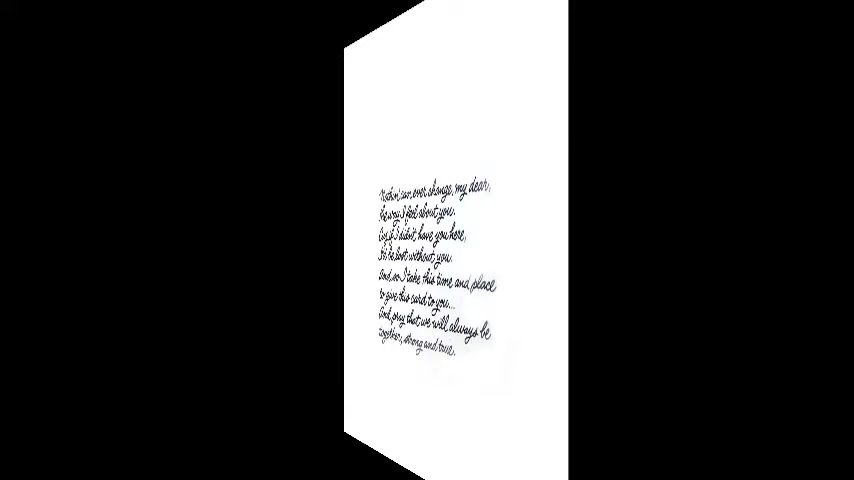 Nothin' can ever change, my dear,
the way I feel about you.
Cuz if I didn't have you here,
I'd be lost without you.
And, so I take this time and place
to give this card to you...
And, pray that we will always be
together, strong and true.